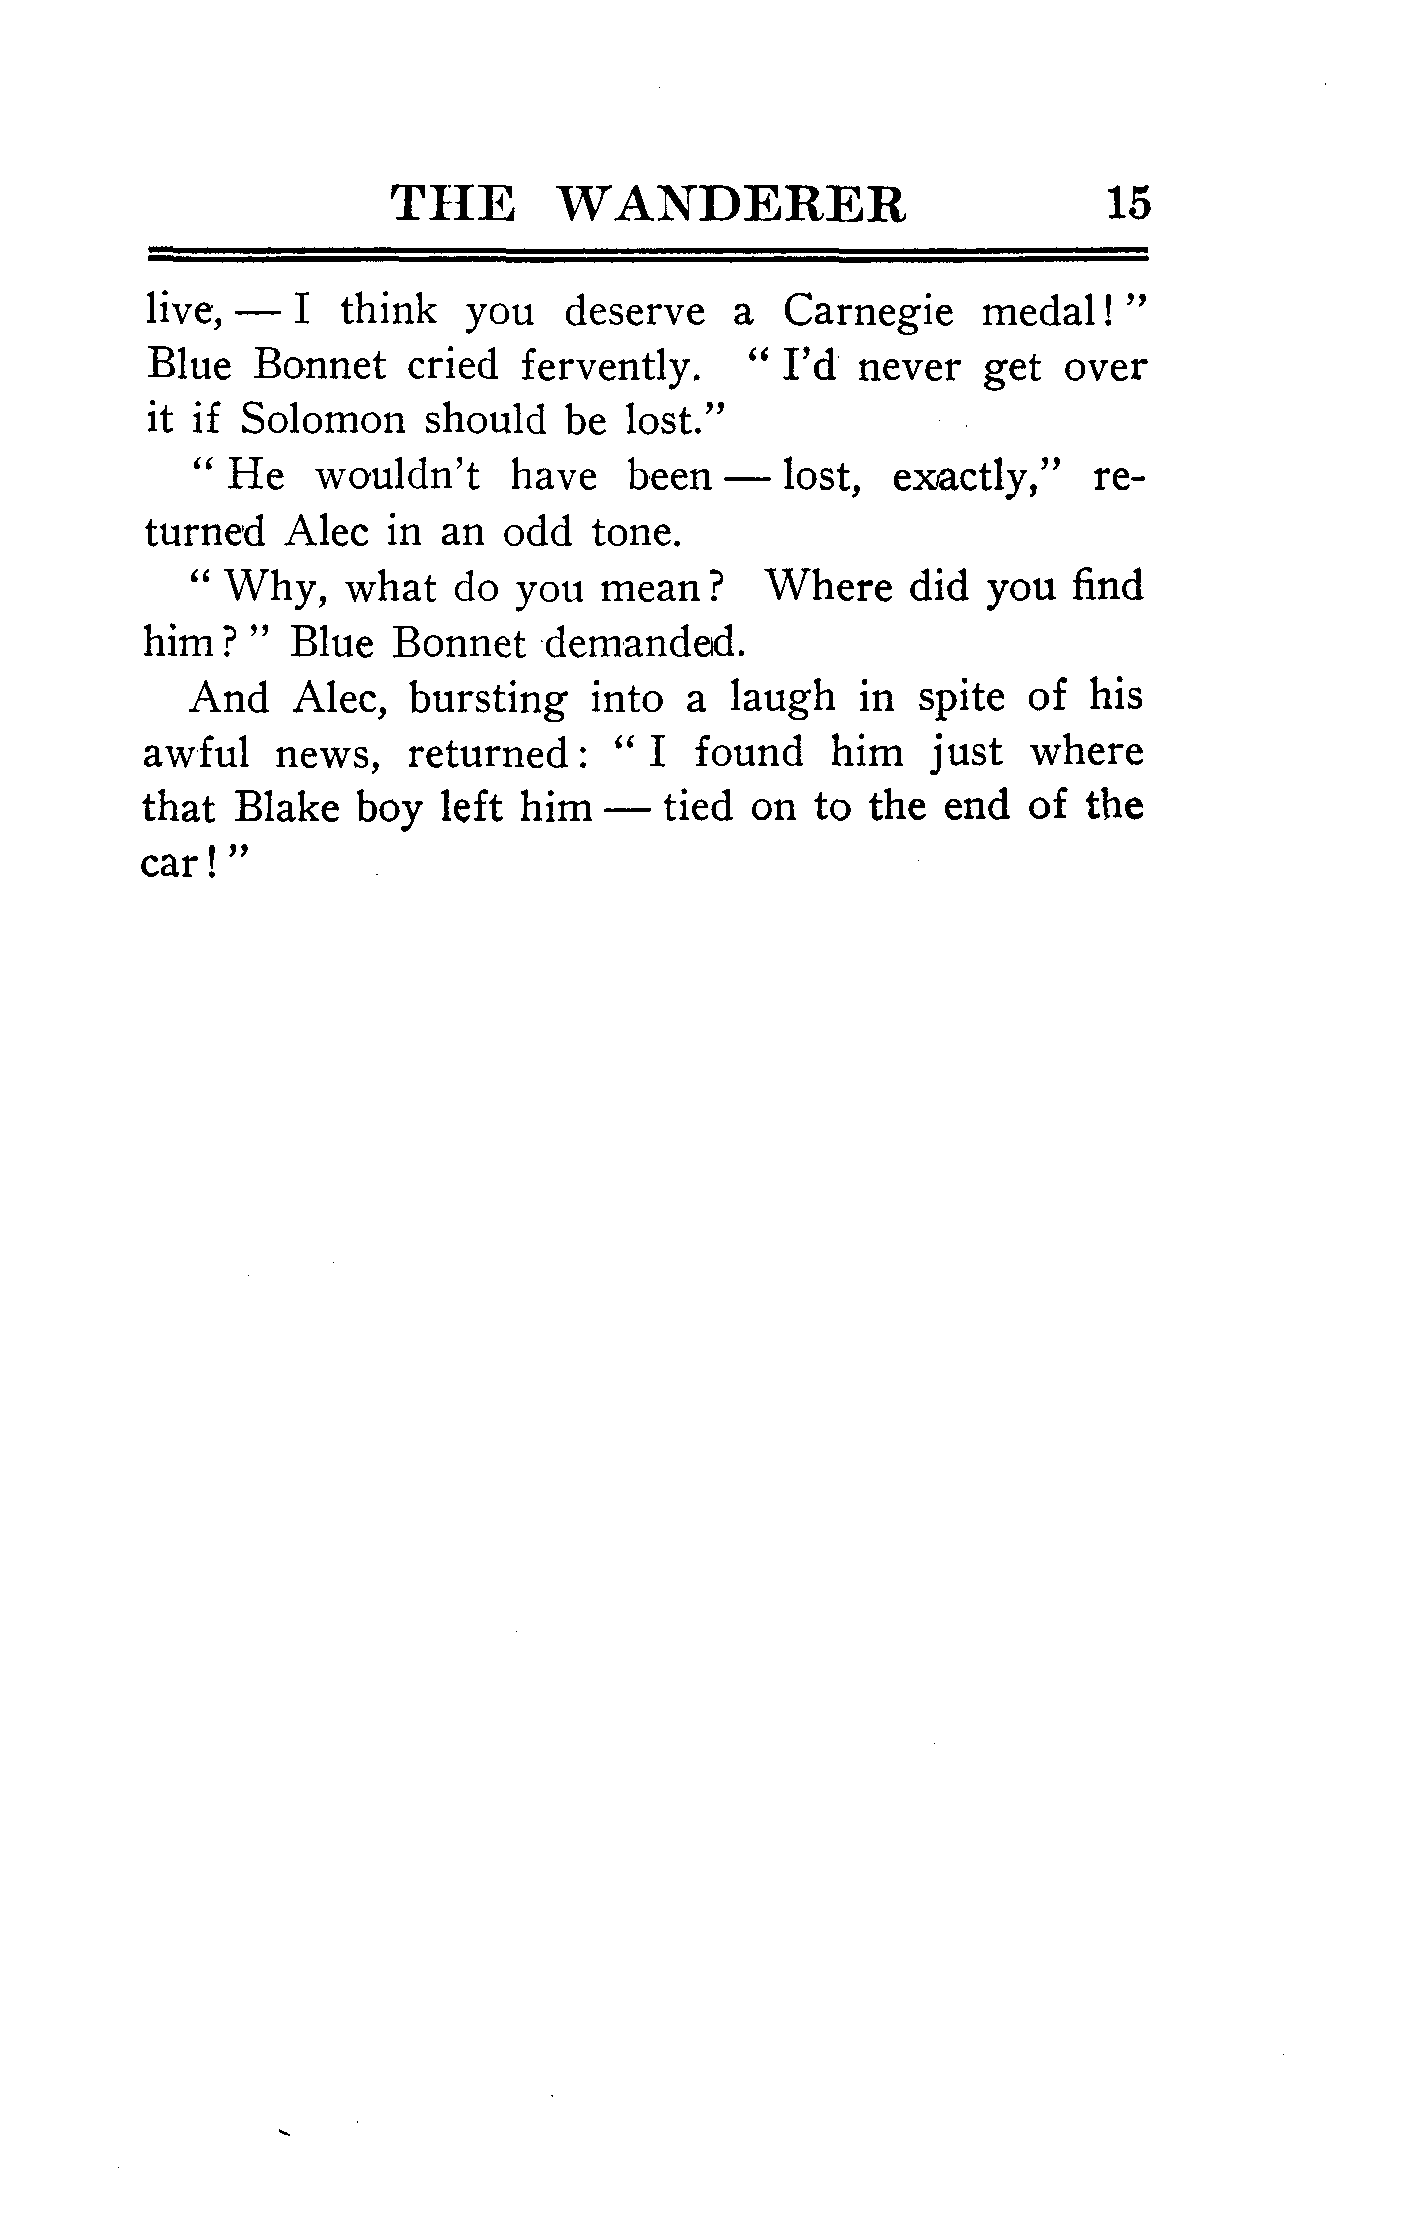 THE WANDERER 15
live, — I think you deserve a Carnegie medal! ”
Blue Bonnet cried fervently. “ I’d never get over
it if Solomon should be lost.”
“ He wouldn’t have been — lost, exactly,” re-
turned Alec in an odd tone.
“ Why, what do you mean? Where did you find
him? ” Blue Bonnet demanded.
And Alec, bursting into a laugh in spite of his
awful news, returned: “ I found him just where
that Blake boy left him — tied on to the end of the
car! ”